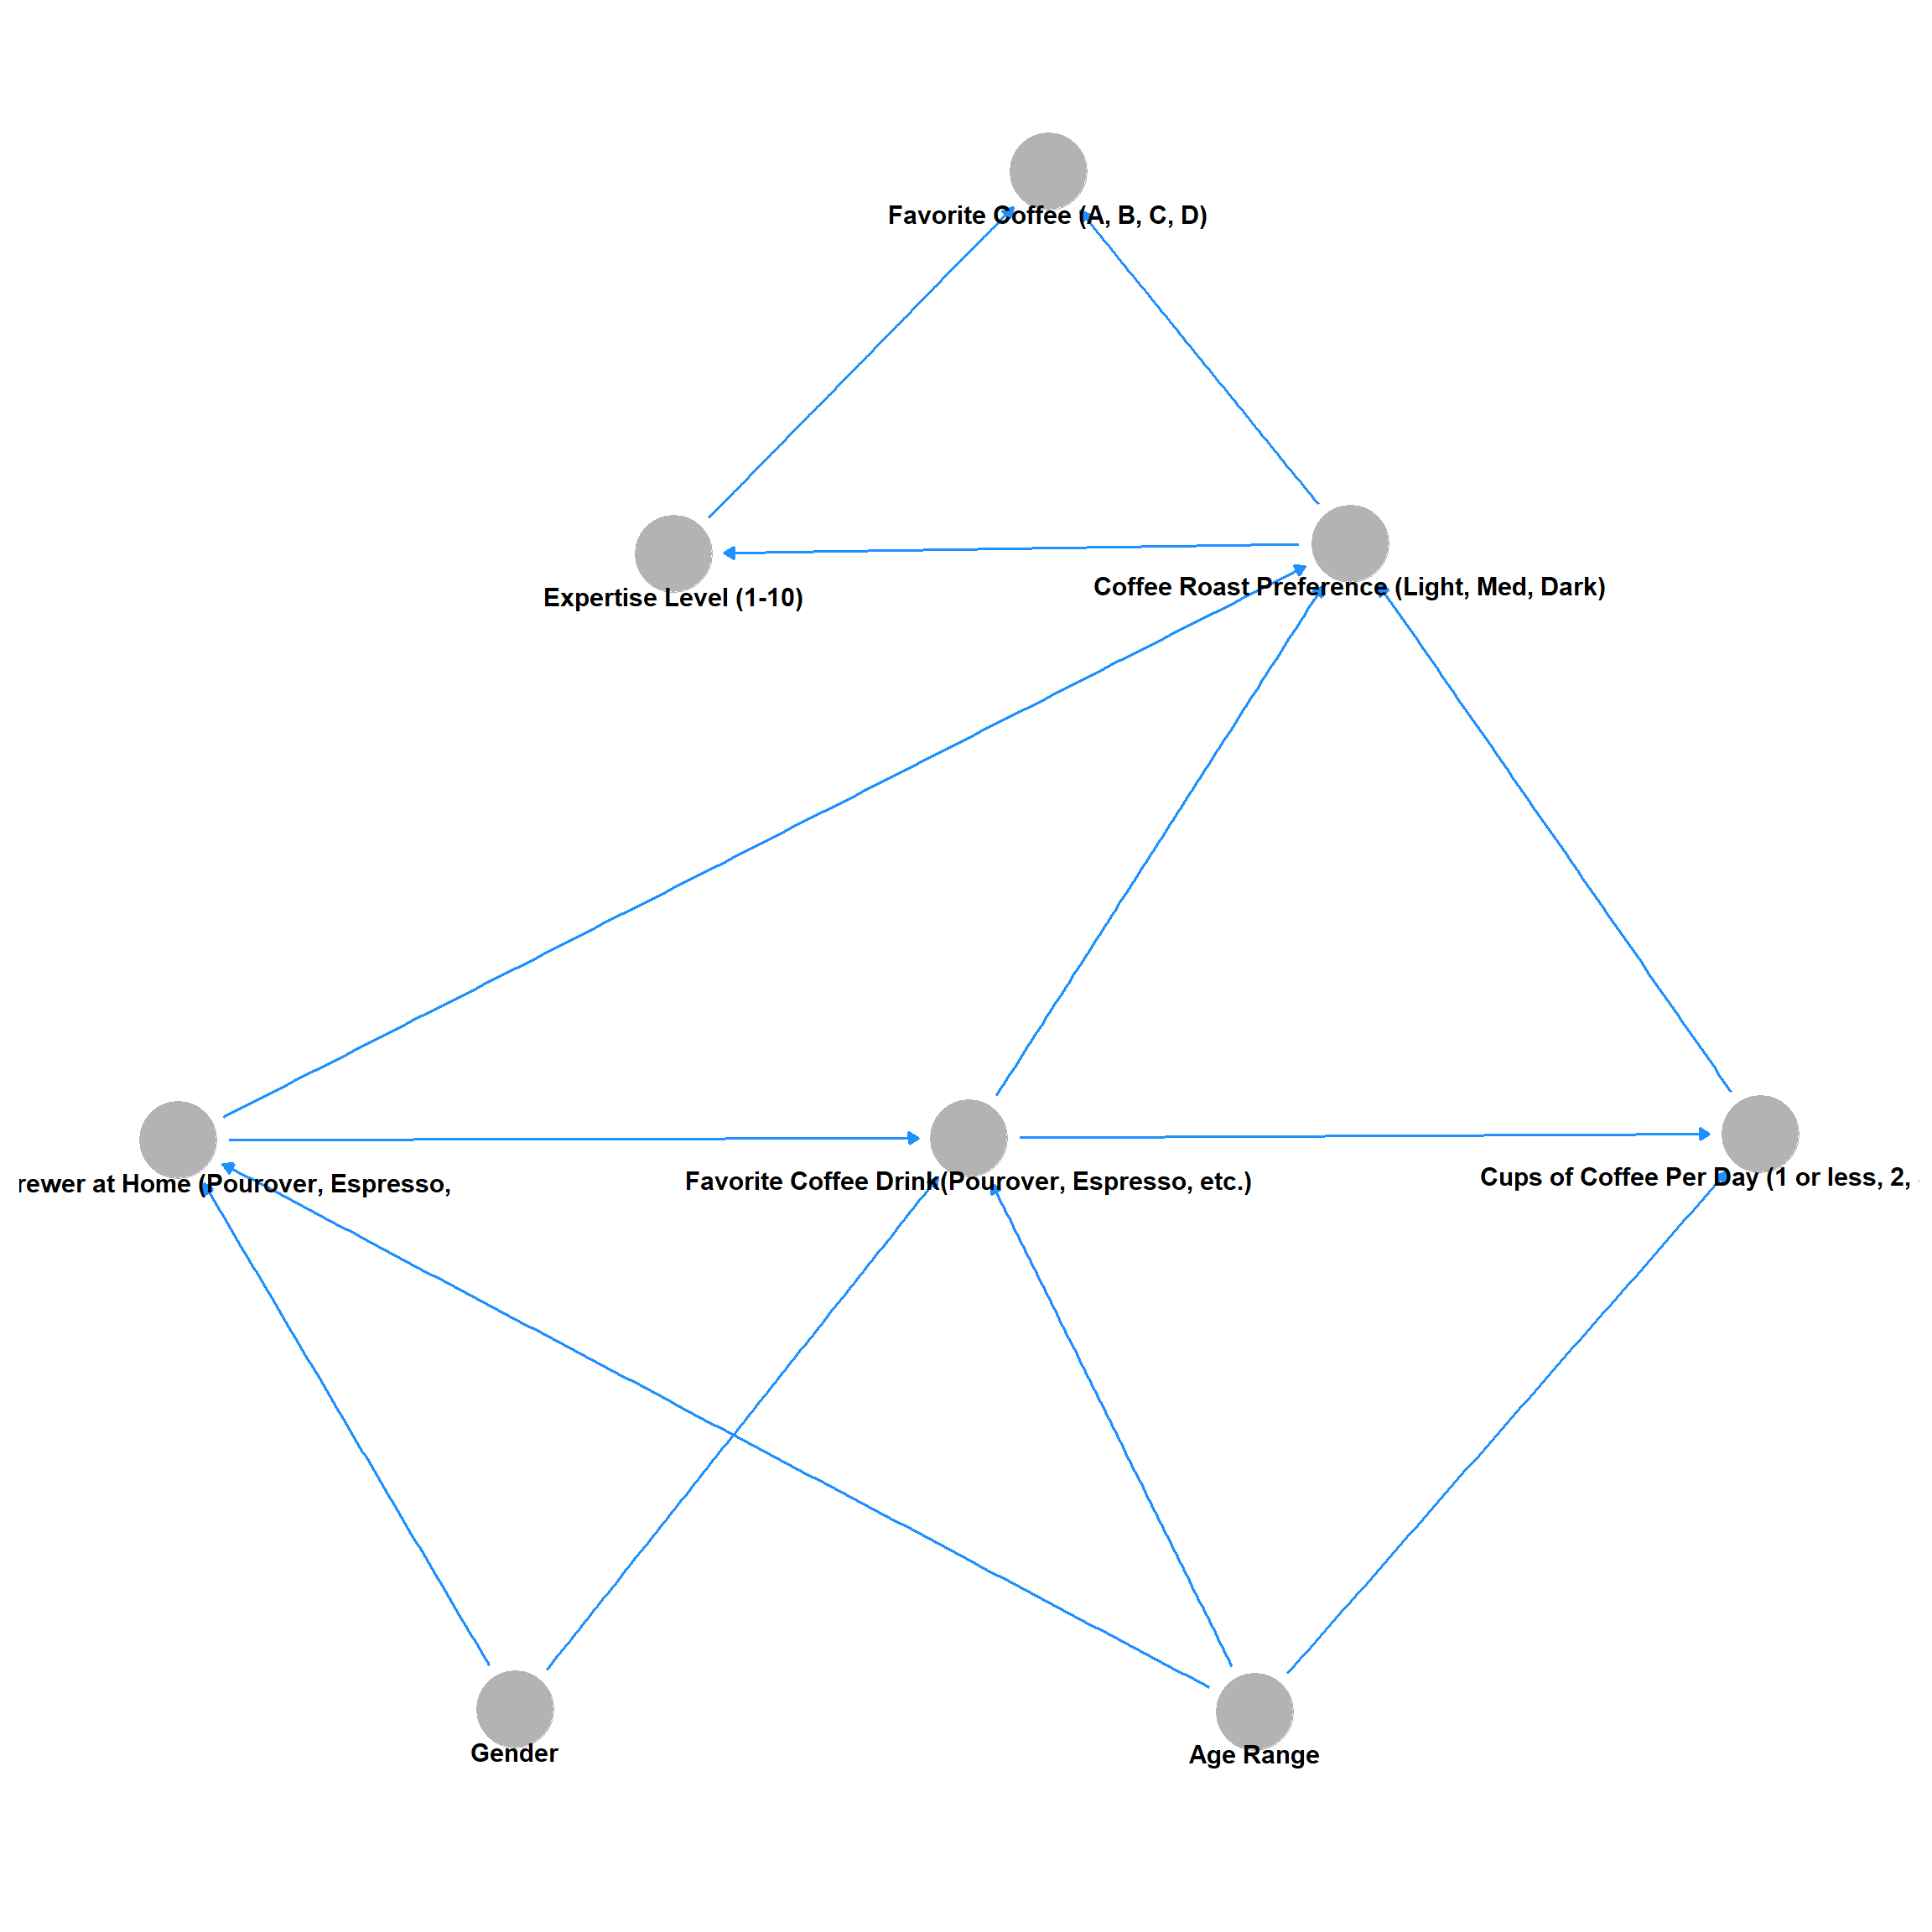 Favorite Coffee (A, B, C, D)
Expertise Level (1-10)
Coffee Roast Preference (Light, Med, Dark)
rewer at Home (Pourover, Espresso,
Favorite Coffee Drink(Pourover, Espresso, etc.)
Cups of Coffee Per Day (1 or less, 2,
Gender
Age Range